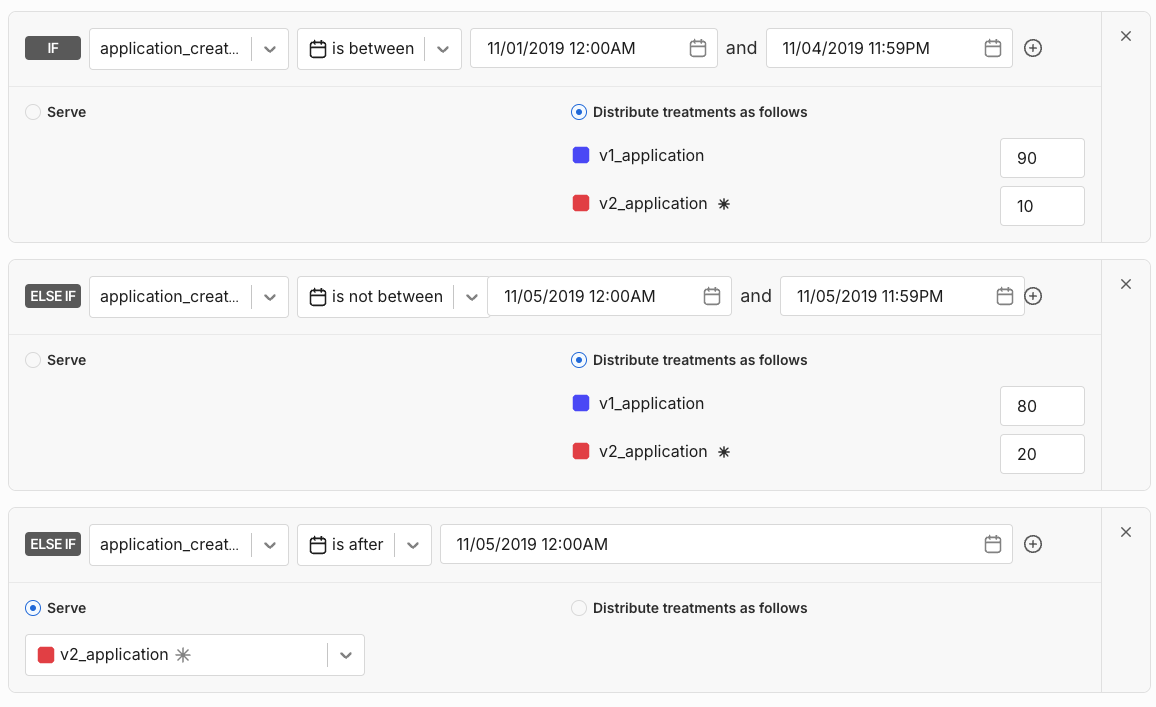 IF application_creat... is between 11/01/2019 12:00AM and 11/04/2019 11:59PM
Serve Distribute treatments as follows
v1_application 90
v2_application ✳ 10
ELSE IF application_creat... is not between 11/05/2019 12:00AM and 11/05/2019 11:59PM
Serve Distribute treatments as follows
v1_application 80
v2_application ✳ 20
ELSE IF application_creat... is after 11/05/2019 12:00AM
Serve Distribute treatments as follows
v2_application ✳